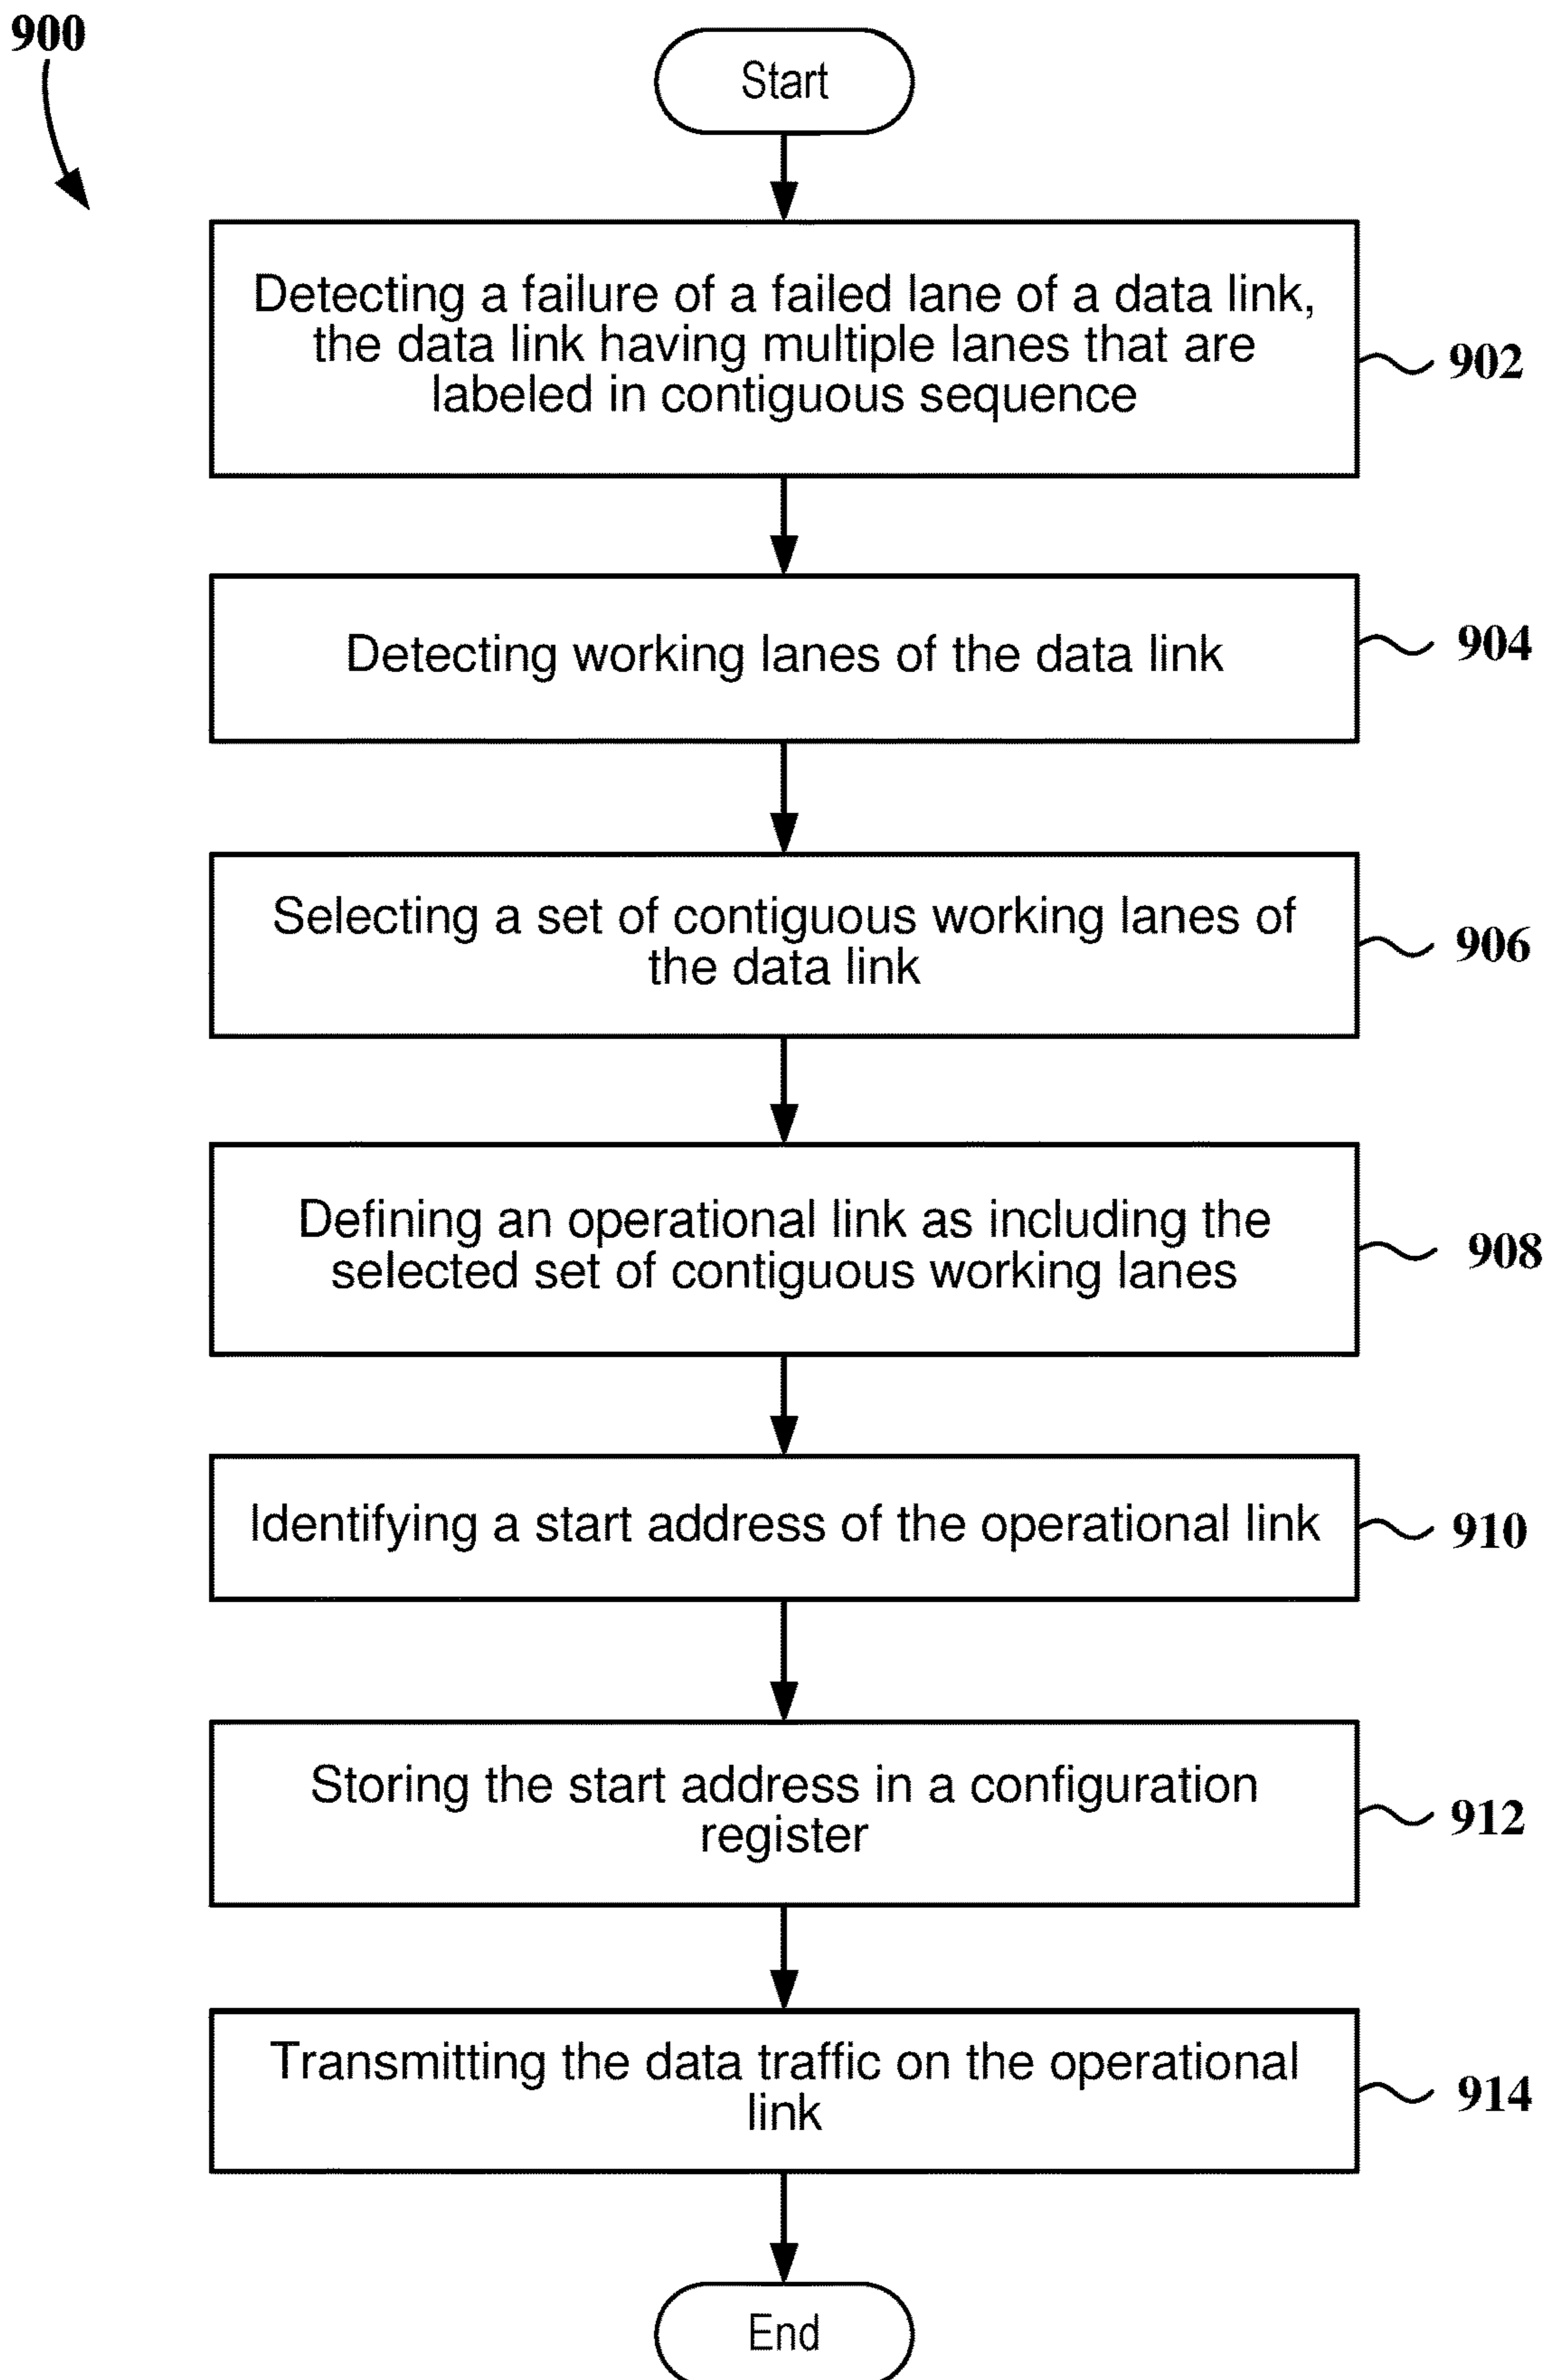 900
Start
Detecting a failure of a failed lane of a data link,
the data link having multiple lanes that are
labeled in contiguous sequence
902
Detecting working lanes of the data link
904
Selecting a set of contiguous working lanes of
the data link
906
Defining an operational link as including the
selected set of contiguous working lanes
908
Identifying a start address of the operational link
910
Storing the start address in a configuration
register
912
Transmitting the data traffic on the operational
link
914
End